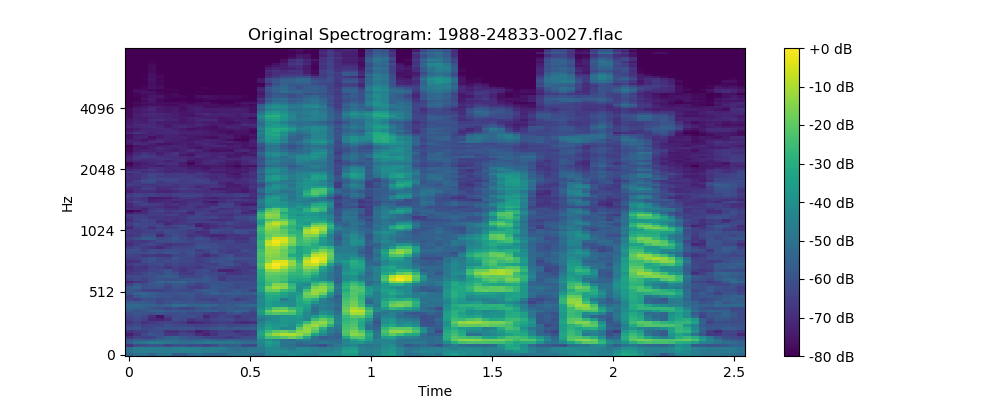 Original Spectrogram: 1988-24833-0027.flac
Hz
4096
2048
1024
512
0
0 0.5 1 1.5 2 2.5
Time
+0 dB
-10 dB
-20 dB
-30 dB
-40 dB
-50 dB
-60 dB
-70 dB
-80 dB